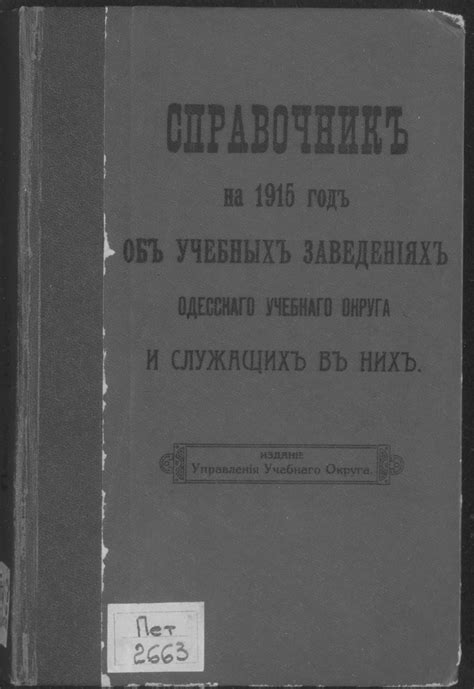 СПРАВОЧНИКЪ
на 1915 годъ
ОБЪ УЧЕБНЫХЪ ЗАВЕДЕНІЯХЪ
ОДЕССКАГО УЧЕБНАГО ОКРУГА
И СЛУЖАЩИХЪ ВЪ НИХЪ.
ИЗДАНІЕ
Управленія Учебнаго Округа.
Пет
2663